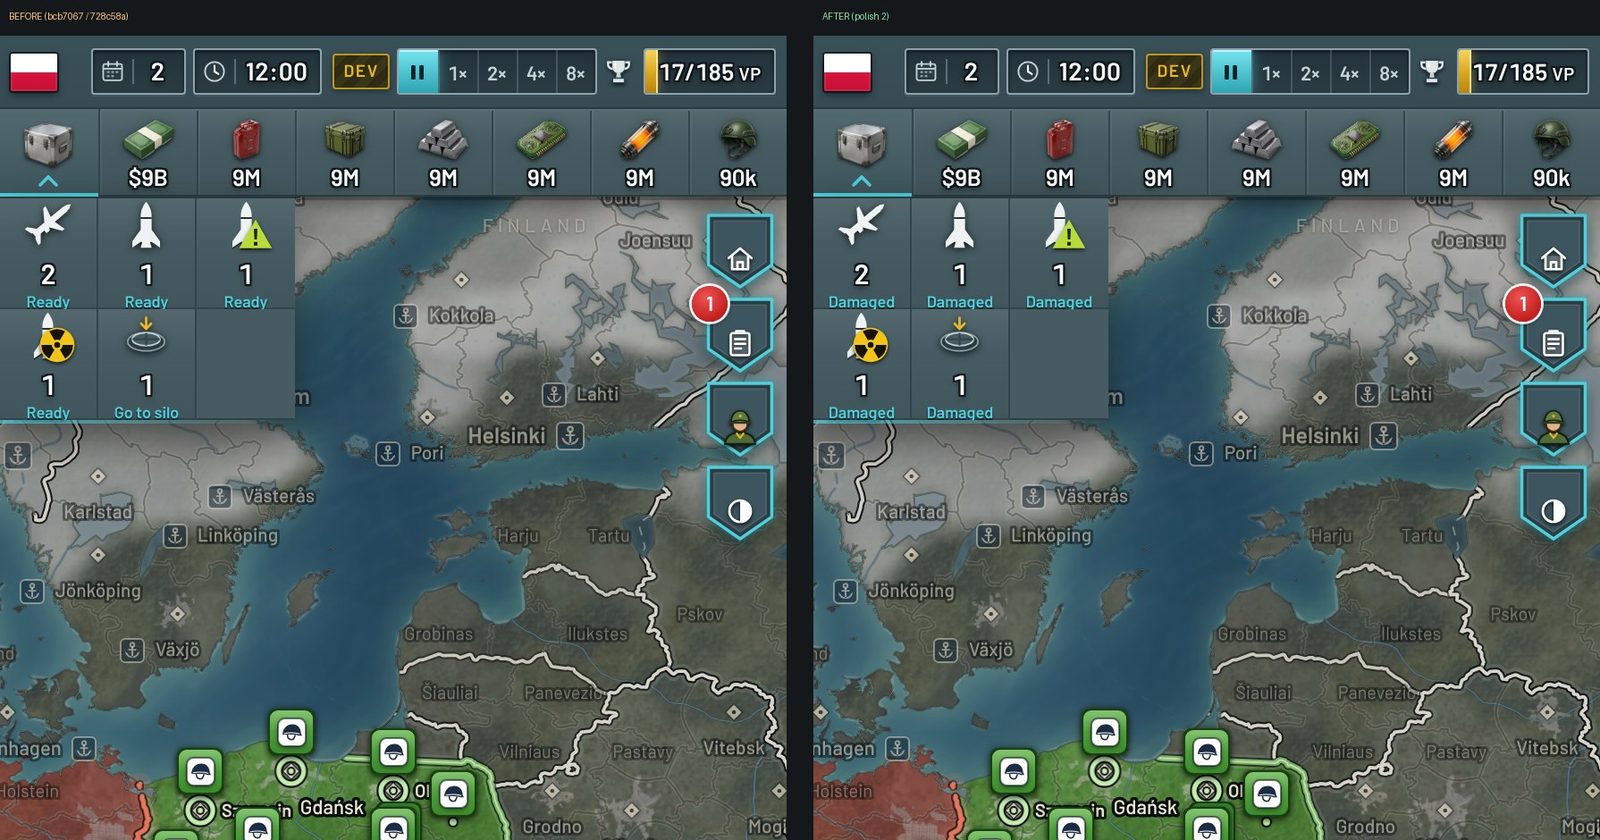 BEFORE (bcb7067 / 728c58a)
2
12:00
DEV
1×
2×
4×
8×
17/185 VP
$9B
9M
9M
9M
9M
9M
90k
2
Ready
1
Ready
!
1
Ready
1
Ready
1
Go to silo
FINLAND
Joensuu
1
Kokkola
Lahti
Helsinki
Pori
Västerås
Karlstad
Linköping
Harju
Tartu
Jönköping
Pskov
Grobinas
Ilukstes
Växjö
Šiauliai
Panevezio
nhagen
Vilniaus
Pastavy
Vitebsk
Holstein
Gdańsk
Grodno
Mogi
AFTER (polish 2)
2
12:00
DEV
1×
2×
4×
8×
17/185 VP
$9B
9M
9M
9M
9M
9M
90k
2
Damaged
1
Damaged
!
1
Damaged
1
Damaged
1
Damaged
FINLAND
Joensuu
1
Kokkola
Lahti
Helsinki
Pori
Västerås
Karlstad
Linköping
Harju
Tartu
Jönköping
Pskov
Grobinas
Ilukstes
Växjö
Šiauliai
Panevezio
nhagen
Vilniaus
Pastavy
Vitebsk
Holstein
Gdańsk
Grodno
Mogi